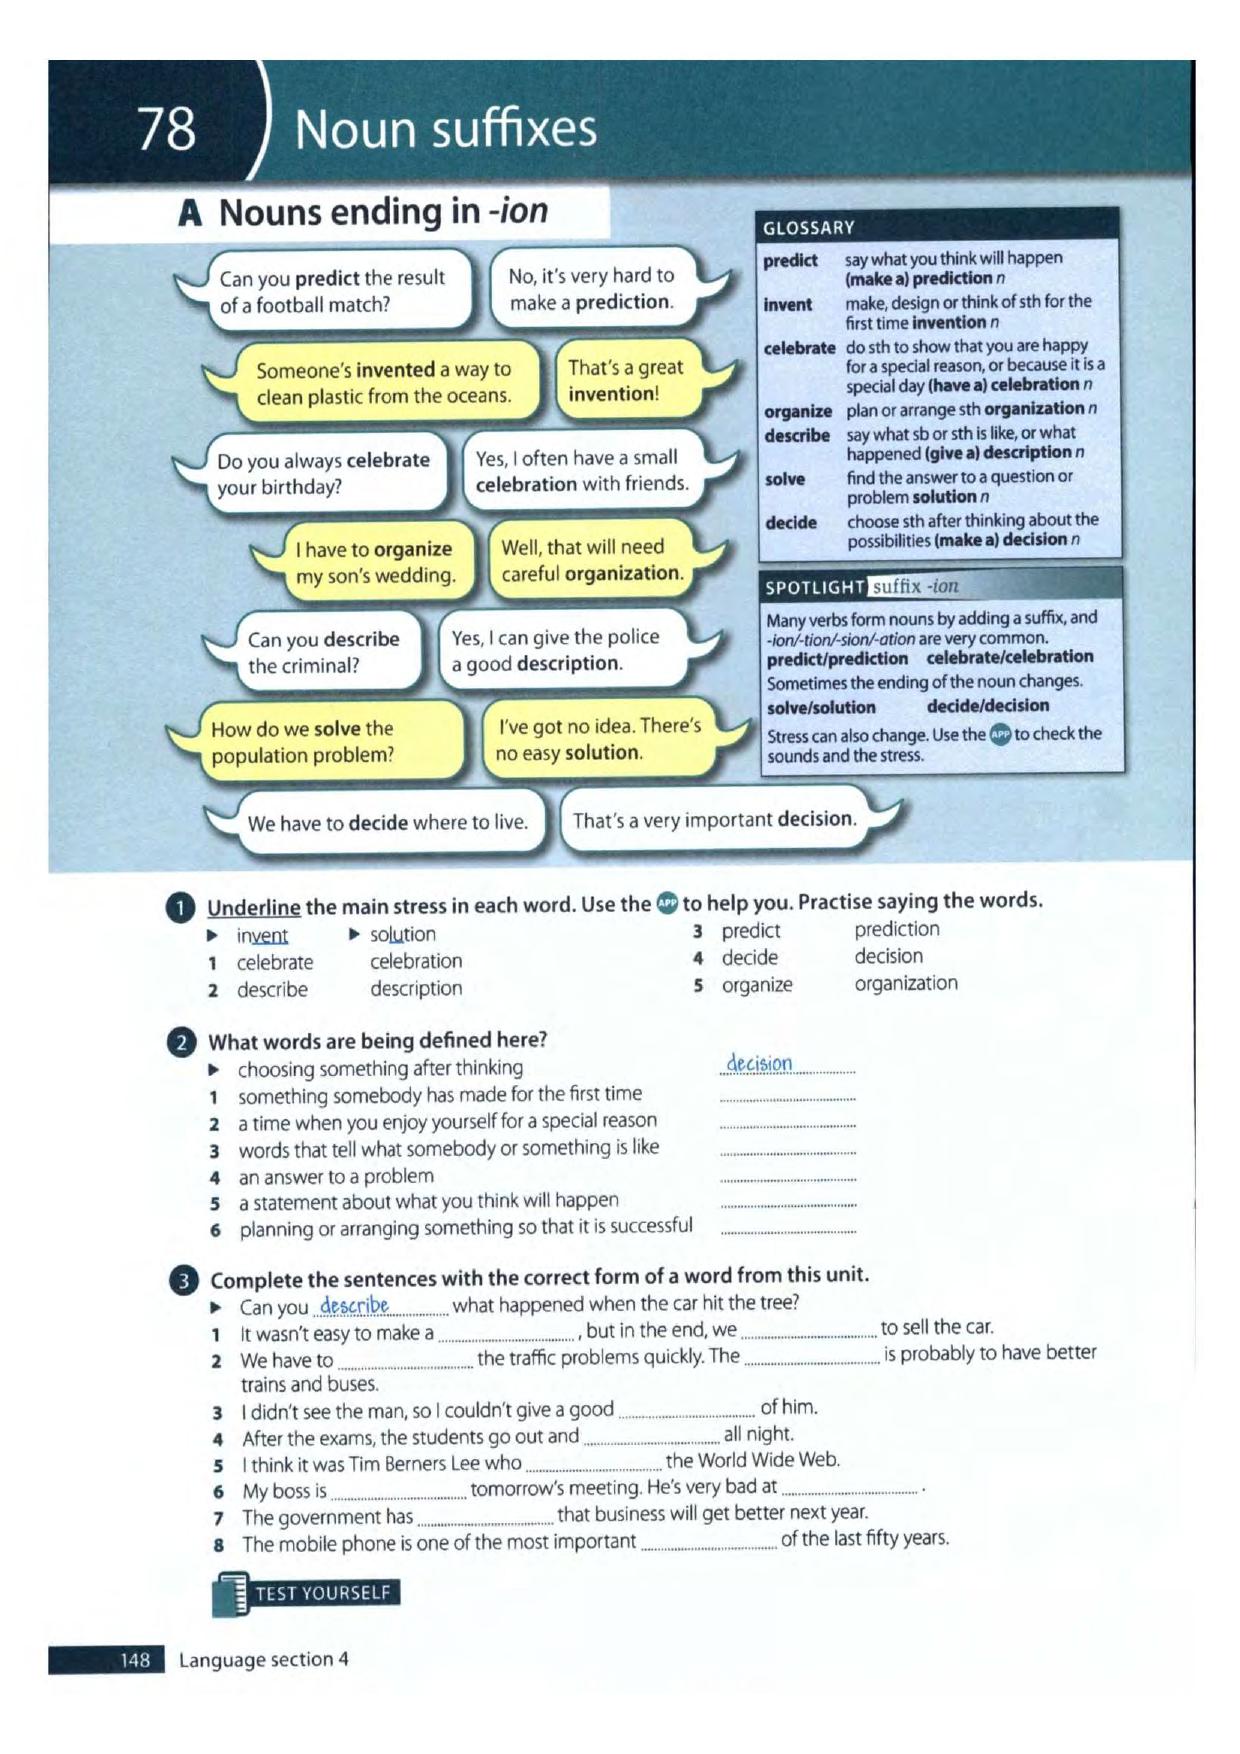 78 Noun suffixes
A Nouns ending in -ion
Can you predict the result
of a football match?
No, it's very hard to
make a prediction.
Someone's invented a way to
clean plastic from the oceans.
That's a great
invention!
Do you always celebrate
your birthday?
Yes, I often have a small
celebration with friends.
I have to organize
my son's wedding.
Well, that will need
careful organization.
Can you describe
the criminal?
Yes, I can give the police
a good description.
How do we solve the
population problem?
I've got no idea. There's
no easy solution.
We have to decide where to live.
That's a very important decision.
GLOSSARY
predict say what you think will happen
(make a) prediction n
invent make, design or think of sth for the
first time invention n
celebrate do sth to show that you are happy
for a special reason, or because it is a
special day (have a) celebration n
organize plan or arrange sth organization n
describe say what sb or sth is like, or what
happened (give a) description n
solve find the answer to a question or
problem solution n
decide choose sth after thinking about the
possibilities (make a) decision n
SPOTLIGHT suffix -ion
Many verbs form nouns by adding a suffix, and
-ion/-tion/-sion/-ation are very common.
predict/prediction celebrate/celebration
Sometimes the ending of the noun changes.
solve/solution decide/decision
Stress can also change. Use the APP to check the
sounds and the stress.
1 Underline the main stress in each word. Use the APP to help you. Practise saying the words.
► invent ► solution
1 celebrate celebration
2 describe description
3 predict prediction
4 decide decision
5 organize organization
2 What words are being defined here?
► choosing something after thinking decision
1 something somebody has made for the first time
2 a time when you enjoy yourself for a special reason
3 words that tell what somebody or something is like
4 an answer to a problem
5 a statement about what you think will happen
6 planning or arranging something so that it is successful
3 Complete the sentences with the correct form of a word from this unit.
► Can you describe what happened when the car hit the tree?
1 It wasn't easy to make a ..............., but in the end, we ............... to sell the car.
2 We have to ............... the traffic problems quickly. The ............... is probably to have better
trains and buses.
3 I didn't see the man, so I couldn't give a good ............... of him.
4 After the exams, the students go out and ............... all night.
5 I think it was Tim Berners Lee who ............... the World Wide Web.
6 My boss is ............... tomorrow's meeting. He's very bad at ............... .
7 The government has ............... that business will get better next year.
8 The mobile phone is one of the most important ............... of the last fifty years.
TEST YOURSELF
148 Language section 4